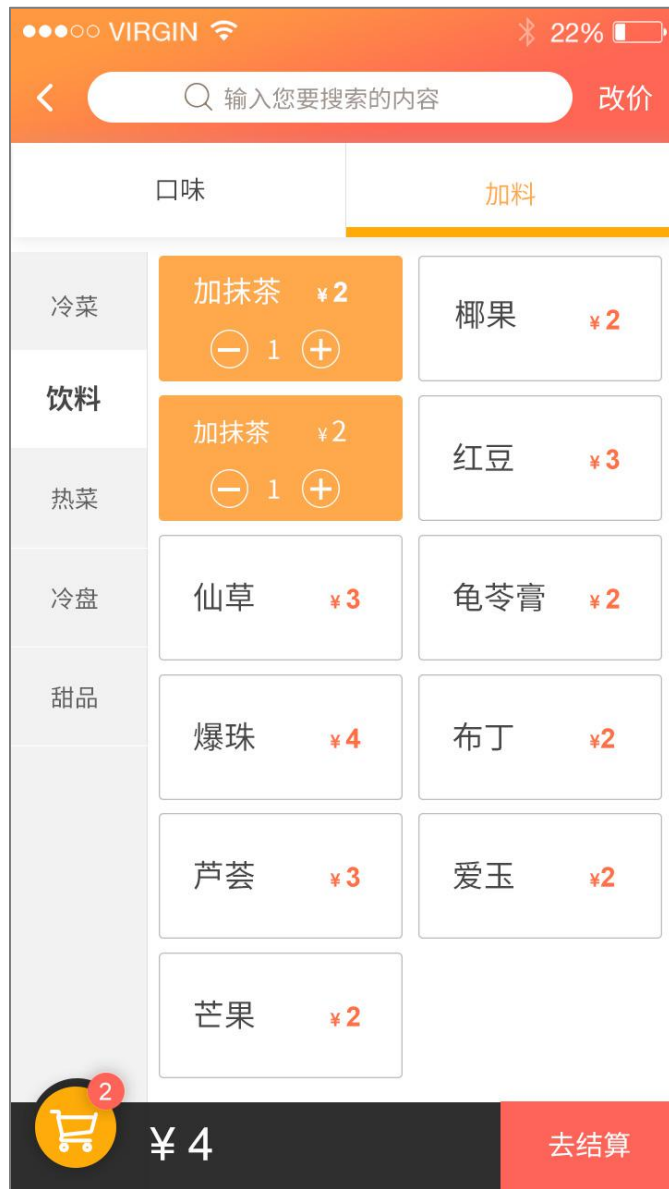 VIRGIN 22%
输入您要搜索的内容 改价
口味 加料
冷菜
饮料
热菜
冷盘
甜品
加抹茶 ¥2
1
椰果 ¥2
加抹茶 ¥2
1
红豆 ¥3
仙草 ¥3
龟苓膏 ¥2
爆珠 ¥4
布丁 ¥2
芦荟 ¥3
爱玉 ¥2
芒果 ¥2
2
¥4 去结算